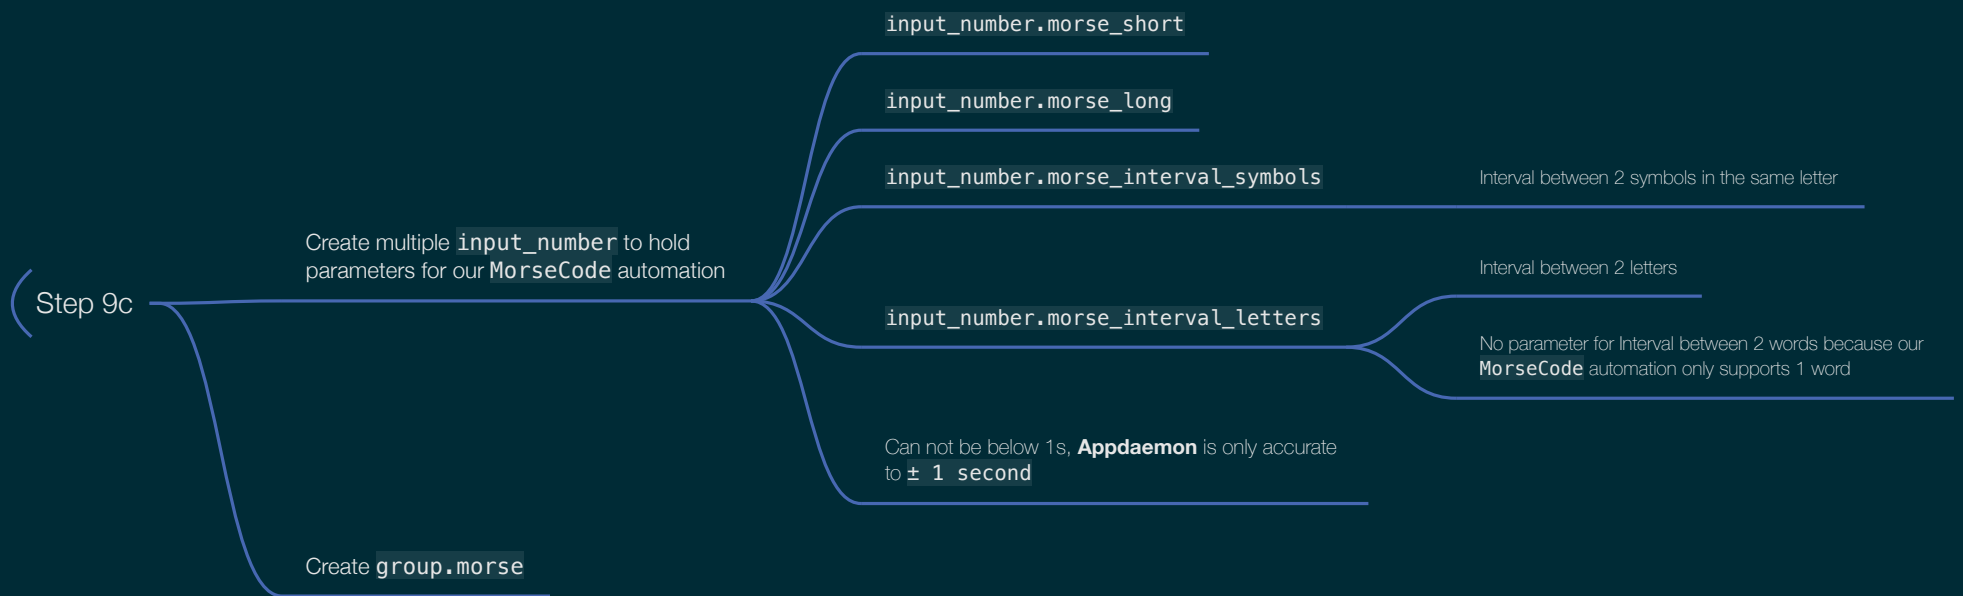 Step 9c
Create multiple input_number to hold
parameters for our MorseCode automation
input_number.morse_short
input_number.morse_long
input_number.morse_interval_symbols
Interval between 2 symbols in the same letter
input_number.morse_interval_letters
Interval between 2 letters
No parameter for Interval between 2 words because our
MorseCode automation only supports 1 word
Can not be below 1s, Appdaemon is only accurate
to ± 1 second
Create group.morse